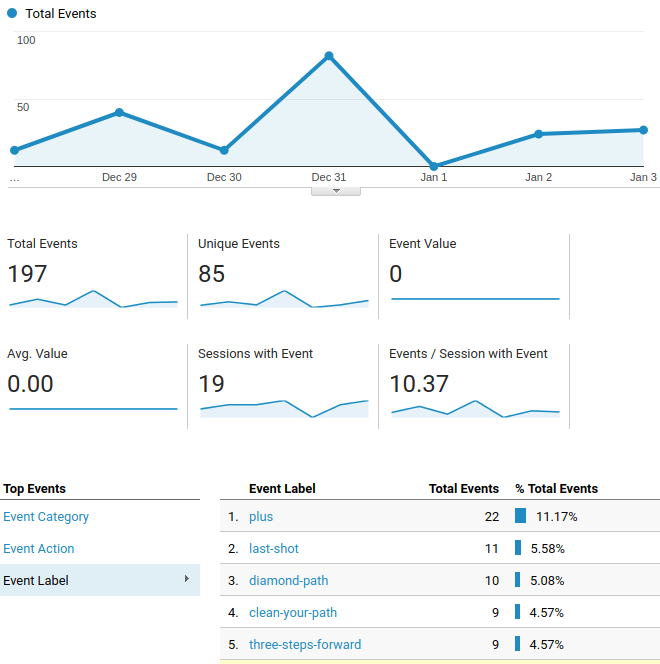 Total Events
100
50
... Dec 29 Dec 30 Dec 31 Jan 1 Jan 2 Jan 3
Total Events Unique Events Event Value
197 85 0
Avg. Value Sessions with Event Events / Session with Event
0.00 19 10.37
Top Events Event Label Total Events % Total Events
Event Category 1. plus 22 11.17%
Event Action 2. last-shot 11 5.58%
Event Label 3. diamond-path 10 5.08%
4. clean-your-path 9 4.57%
5. three-steps-forward 9 4.57%